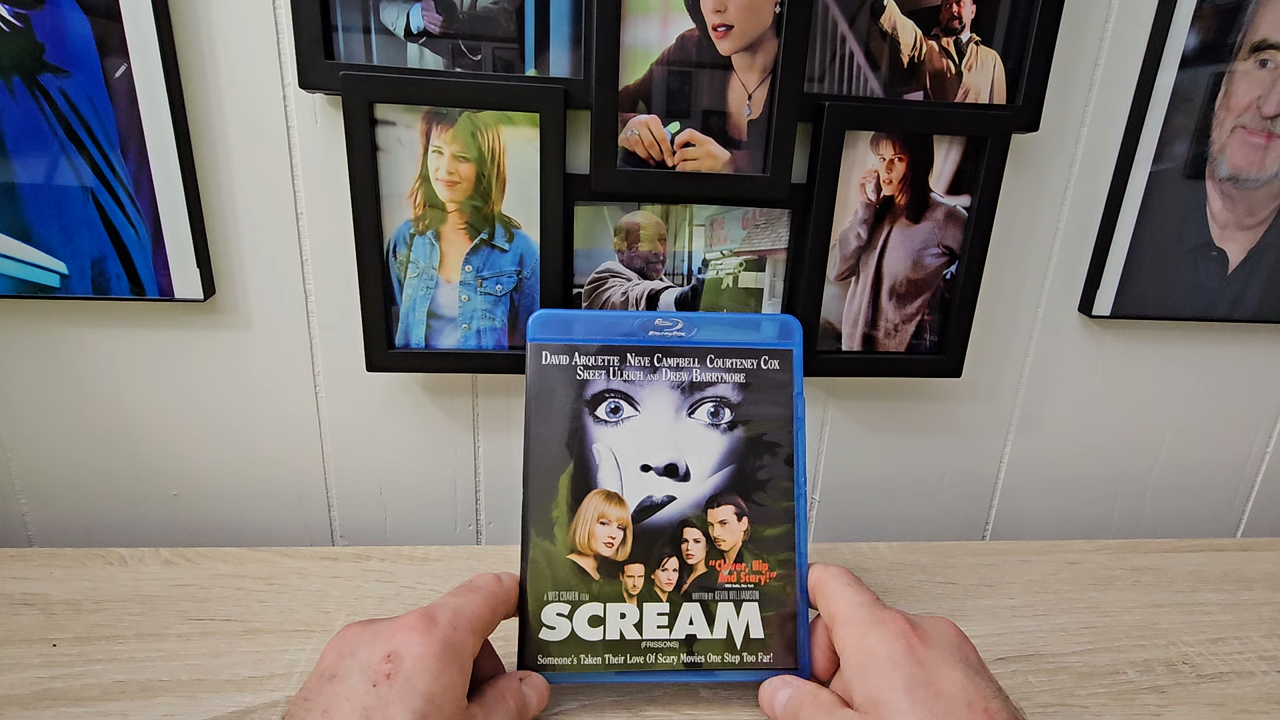 Blu-ray Disc
DAVID ARQUETTE NEVE CAMPBELL COURTENEY COX
SKEET ULRICH AND DREW BARRYMORE
"Clever, Hip
And Scary!"
A WES CRAVEN FILM
WRITTEN BY KEVIN WILLIAMSON
SCREAM
(FRISSONS)
Someone's Taken Their Love Of Scary Movies One Step Too Far!